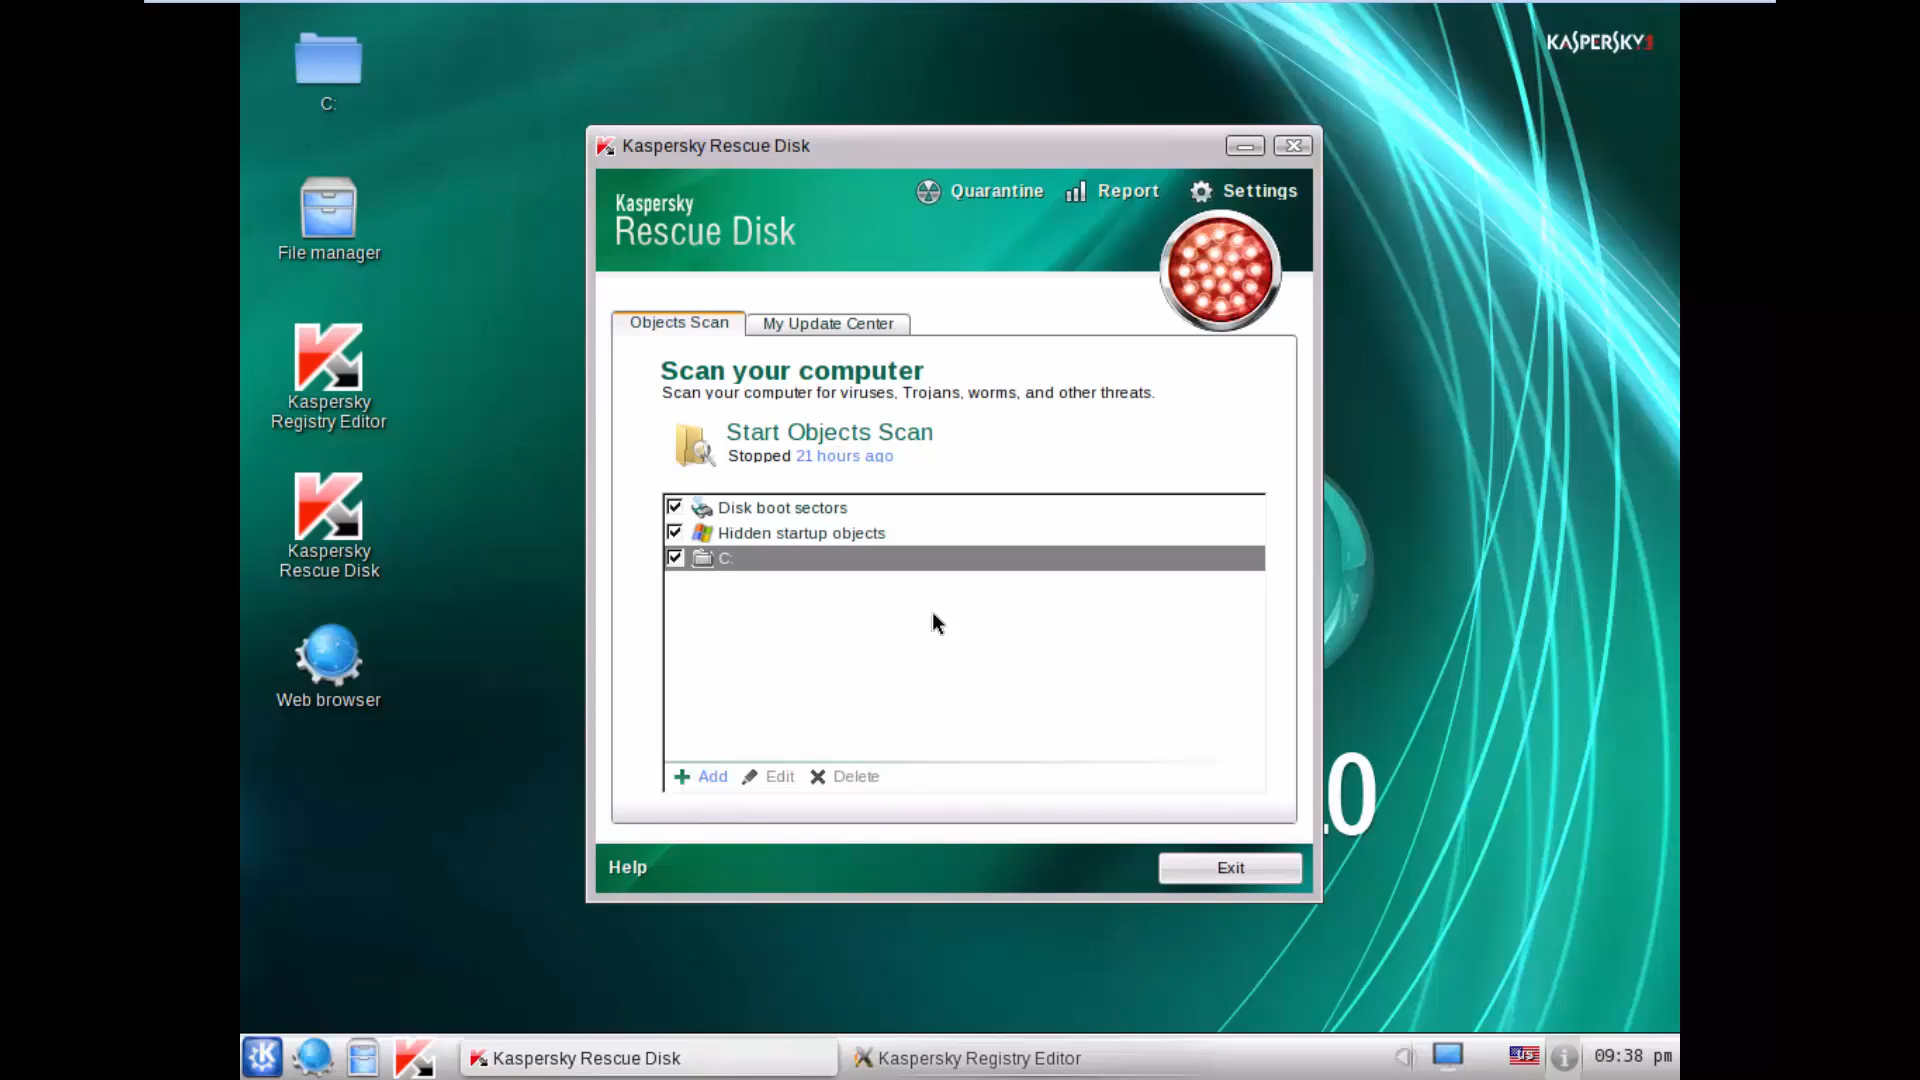 KASPERSKY
C:
Kaspersky Rescue Disk
Quarantine
Report
Settings
Kaspersky
Rescue Disk
File manager
Objects Scan
My Update Center
Scan your computer
Scan your computer for viruses, Trojans, worms, and other threats.
Kaspersky
Registry Editor
Start Objects Scan
Stopped 21 hours ago
Disk boot sectors
Hidden startup objects
C:
Kaspersky
Rescue Disk
Web browser
Add
Edit
Delete
.0
Help
Exit
Kaspersky Rescue Disk
Kaspersky Registry Editor
US
09:38 pm